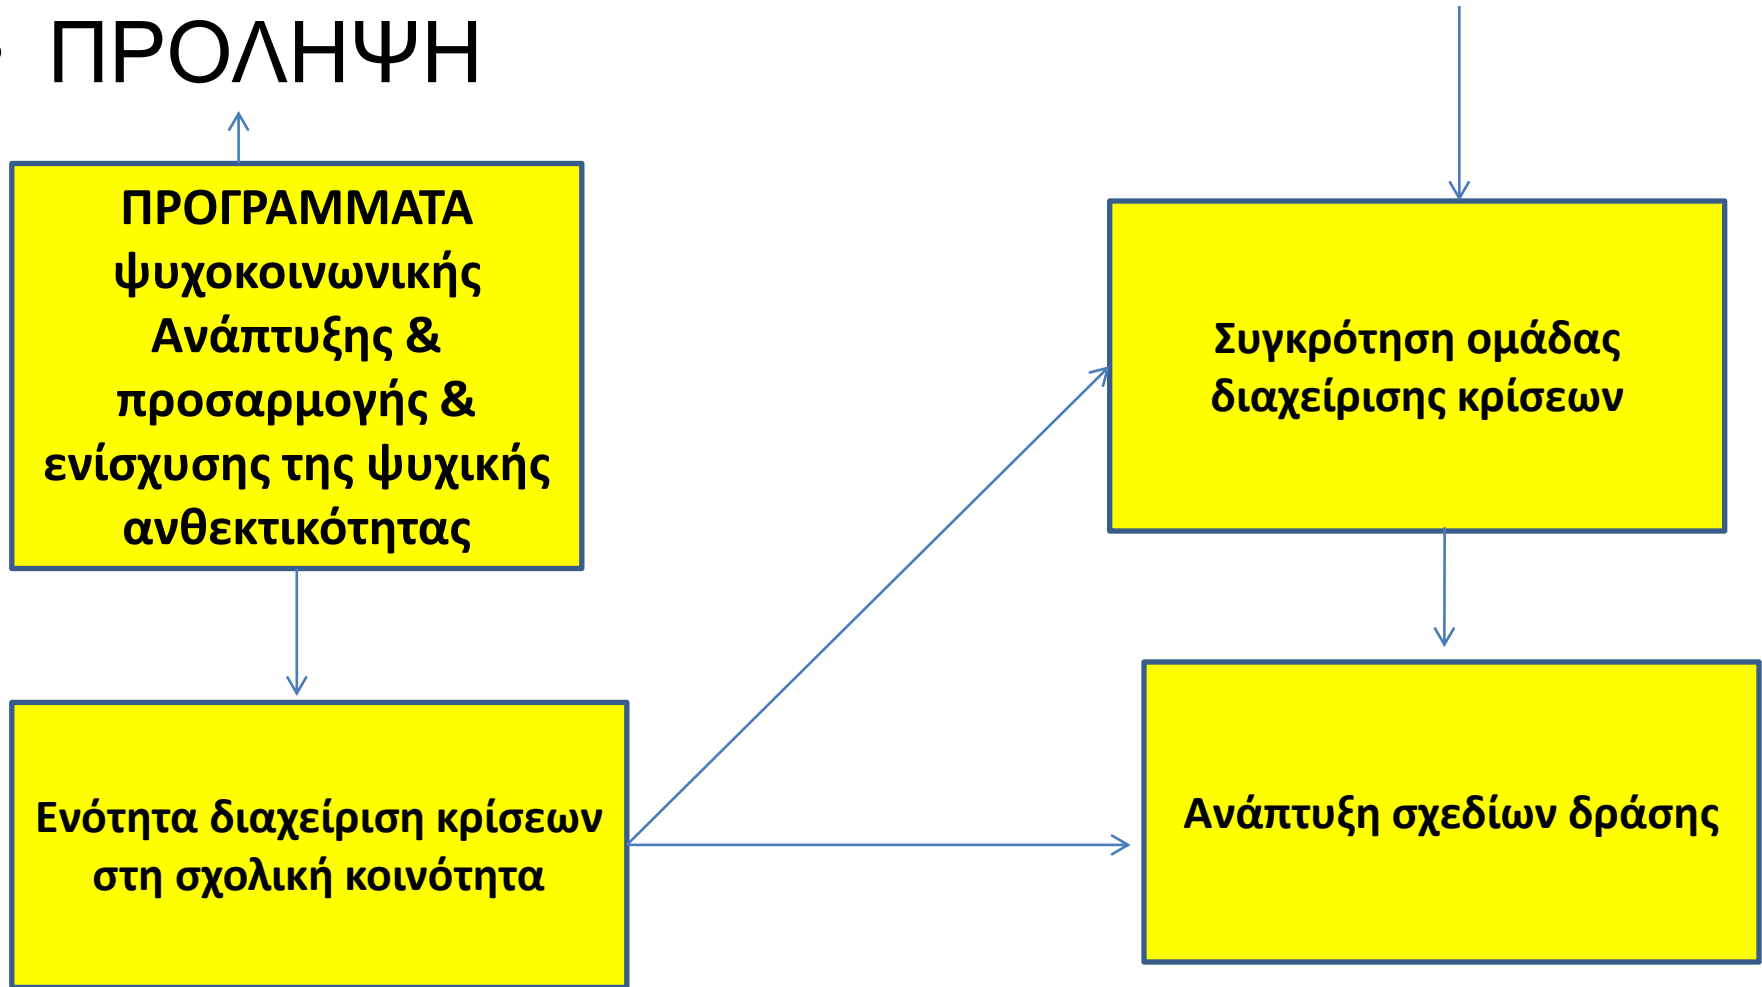 • ΠΡΟΛΗΨΗ
ΠΡΟΓΡΑΜΜΑΤΑ
ψυχοκοινωνικής
Ανάπτυξης &
προσαρμογής &
ενίσχυσης της ψυχικής
ανθεκτικότητας
Ενότητα διαχείριση κρίσεων
στη σχολική κοινότητα
Συγκρότηση ομάδας
διαχείρισης κρίσεων
Ανάπτυξη σχεδίων δράσης